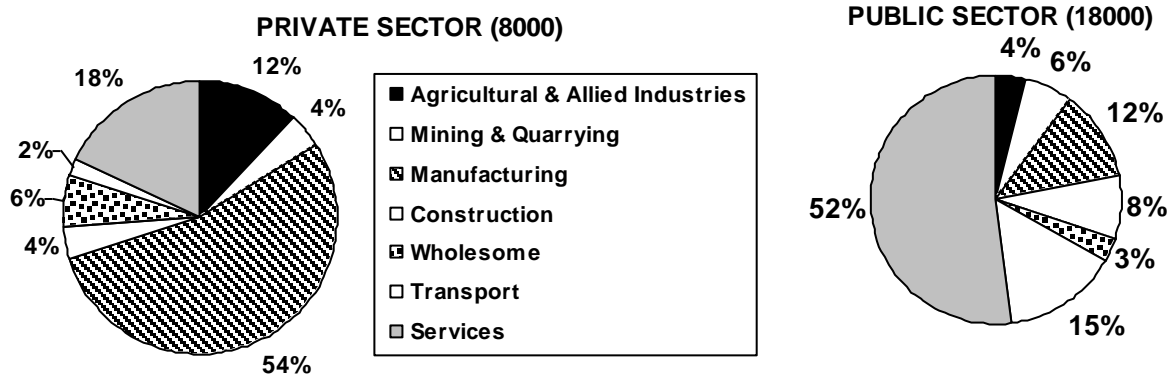 PRIVATE SECTOR (8000)
18%
12%
4%
2%
6%
4%
54%
Agricultural & Allied Industries
Mining & Quarrying
Manufacturing
Construction
Wholesome
Transport
Services
PUBLIC SECTOR (18000)
4%
6%
12%
52%
8%
3%
15%